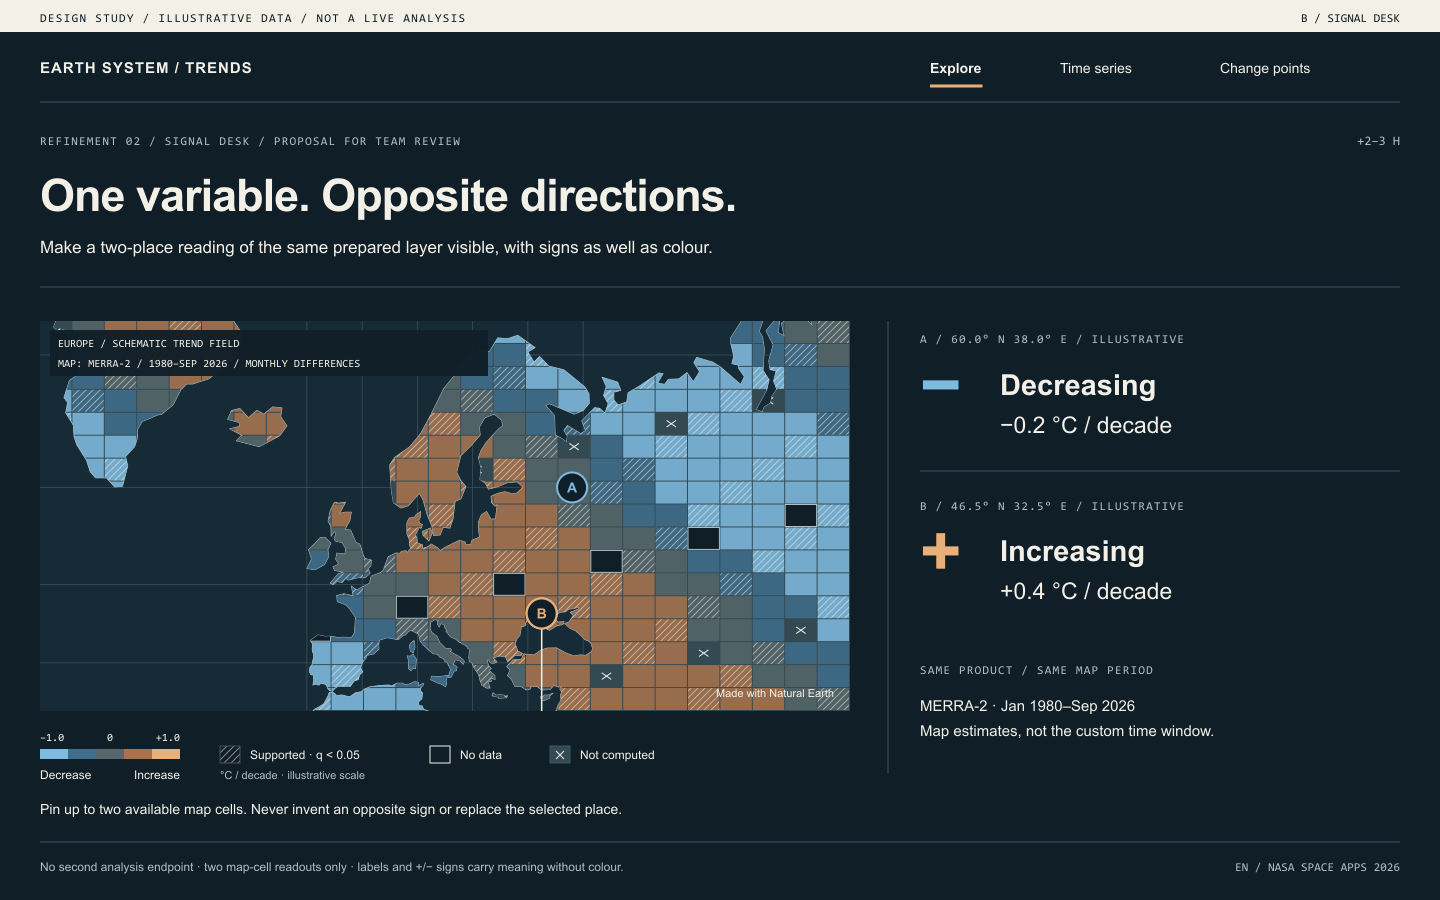 DESIGN STUDY / ILLUSTRATIVE DATA / NOT A LIVE ANALYSIS
B / SIGNAL DESK
EARTH SYSTEM / TRENDS
Explore
Time series
Change points
REFINEMENT 02 / SIGNAL DESK / PROPOSAL FOR TEAM REVIEW
+2–3 H
One variable. Opposite directions.
Make a two-place reading of the same prepared layer visible, with signs as well as colour.
EUROPE / SCHEMATIC TREND FIELD
MAP: MERRA-2 / 1980–SEP 2026 / MONTHLY DIFFERENCES
A
B
Made with Natural Earth
−1.0 0 +1.0
Decrease Increase
Supported · q < 0.05
°C / decade · illustrative scale
No data
Not computed
Pin up to two available map cells. Never invent an opposite sign or replace the selected place.
A / 60.0° N 38.0° E / ILLUSTRATIVE
Decreasing
−0.2 °C / decade
B / 46.5° N 32.5° E / ILLUSTRATIVE
Increasing
+0.4 °C / decade
SAME PRODUCT / SAME MAP PERIOD
MERRA-2 · Jan 1980–Sep 2026
Map estimates, not the custom time window.
No second analysis endpoint · two map-cell readouts only · labels and +/− signs carry meaning without colour.
EN / NASA SPACE APPS 2026